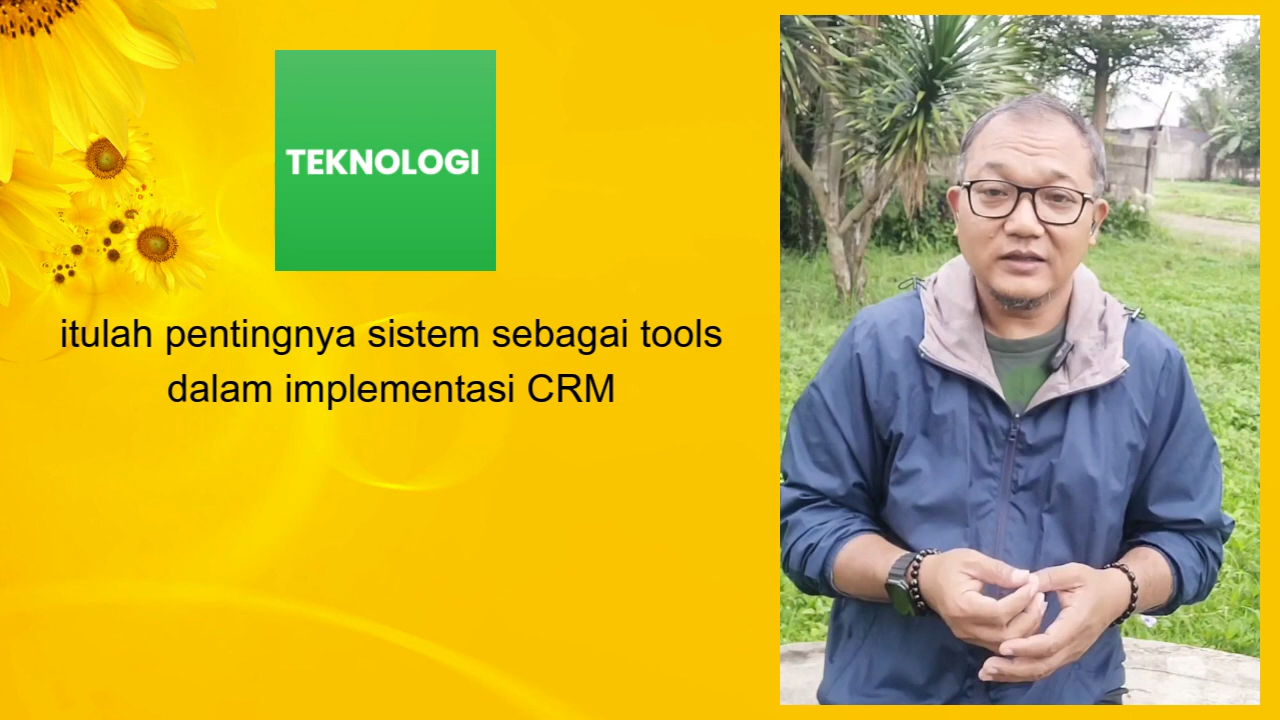 TEKNOLOGI
itulah pentingnya sistem sebagai tools
dalam implementasi CRM